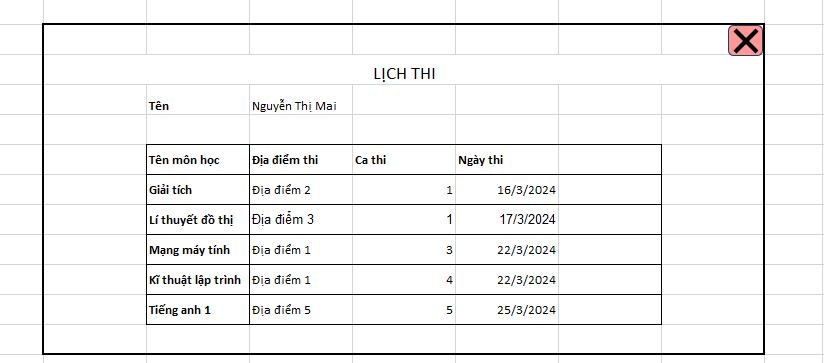 LỊCH THI
Tên Nguyễn Thị Mai
Tên môn học Địa điểm thi Ca thi Ngày thi
Giải tích Địa điểm 2 1 16/3/2024
Lí thuyết đồ thị Địa điểm 3 1 17/3/2024
Mạng máy tính Địa điểm 1 3 22/3/2024
Kĩ thuật lập trình Địa điểm 1 4 22/3/2024
Tiếng anh 1 Địa điểm 5 5 25/3/2024